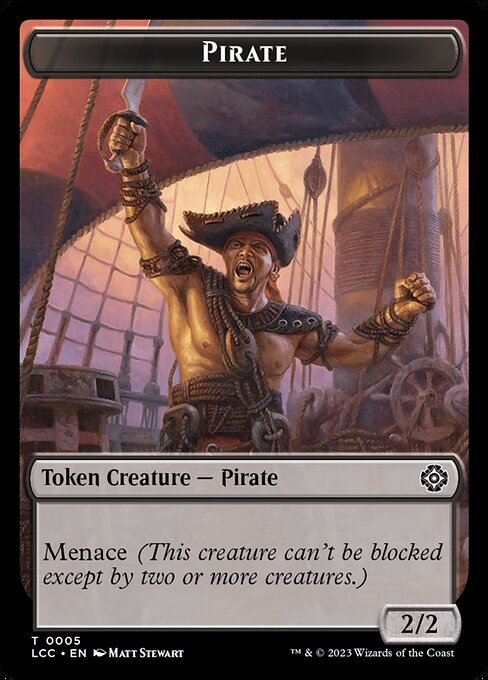 Pirate
Token Creature — Pirate
Menace (This creature can't be blocked
except by two or more creatures.)
2/2
T 0005
LCC • EN Matt Stewart
™ & © 2023 Wizards of the Coast